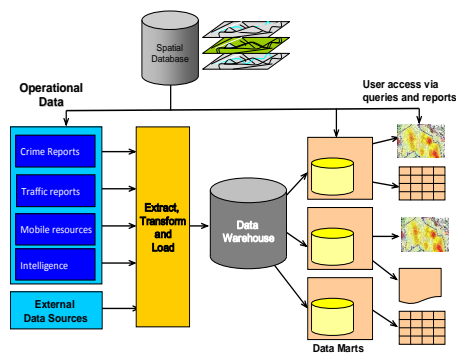 Spatial
Database
Operational
Data
User access via
queries and reports
Crime Reports
Traffic reports
Mobile resources
Intelligence
External
Data Sources
Extract,
Transform
and
Load
Data
Warehouse
Data Marts